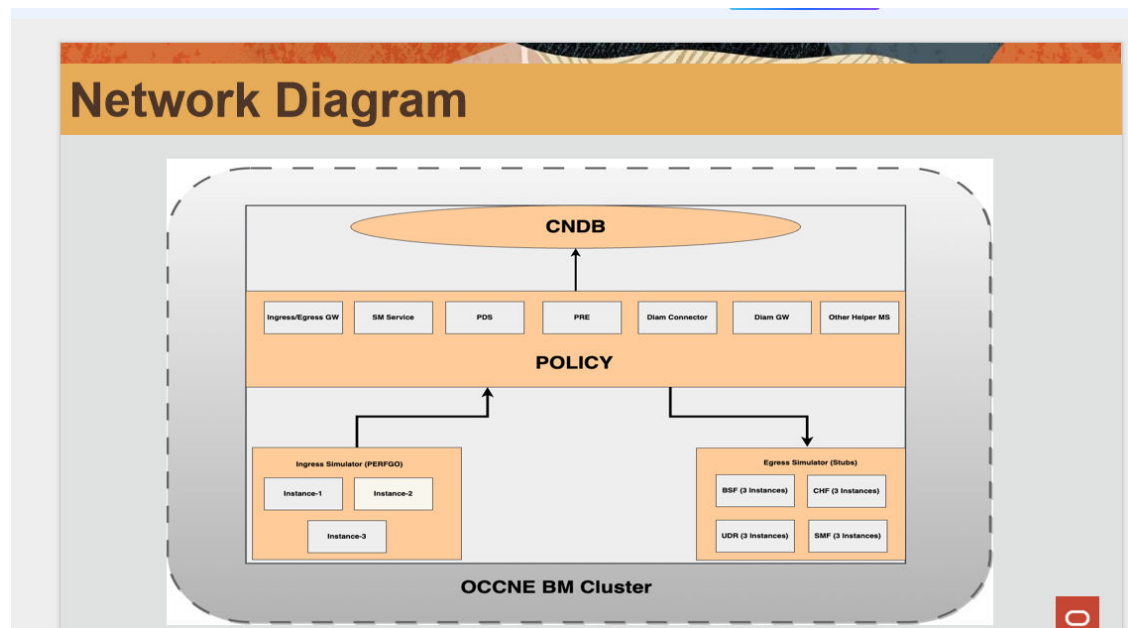 Network Diagram
CNDB
Ingress/Egress GW
SM Service
PDS
PRE
Diam Connector
Diam GW
Other Helper MS
POLICY
Ingress Simulator (PERFGO)
Instance-1
Instance-2
Instance-3
Egress Simulator (Stubs)
BSF (3 Instances)
CHF (3 Instances)
UDR (3 Instances)
SMF (3 Instances)
OCCNE BM Cluster